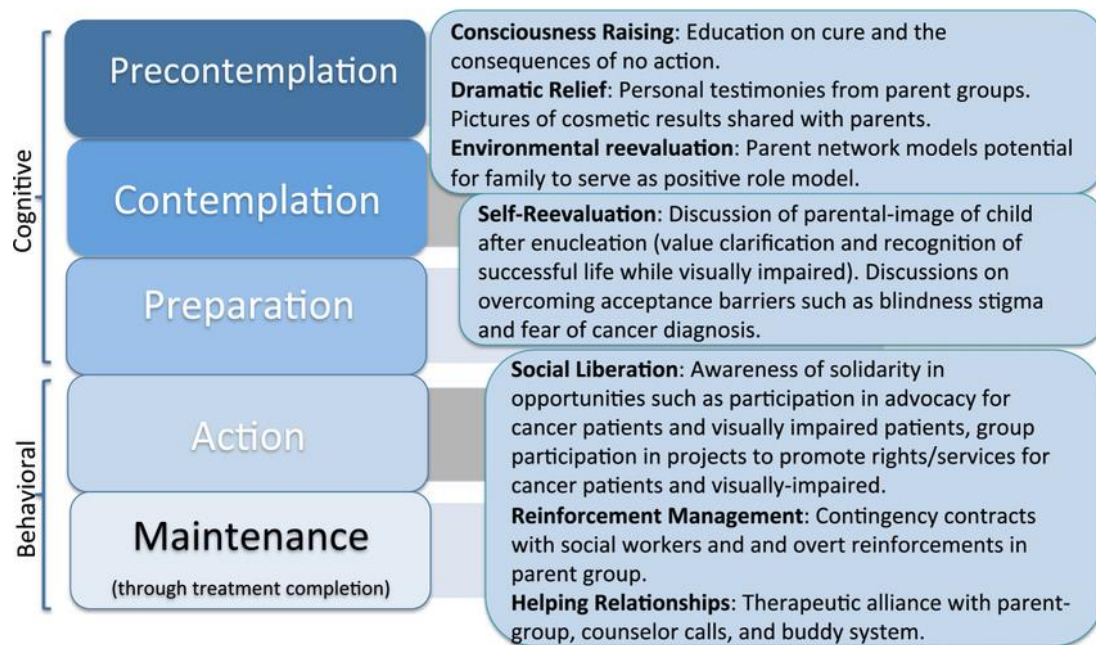 Cognitive
Behavioral
Precontemplation
Contemplation
Preparation
Action
Maintenance
(through treatment completion)
Consciousness Raising: Education on cure and the
consequences of no action.
Dramatic Relief: Personal testimonies from parent groups.
Pictures of cosmetic results shared with parents.
Environmental reevaluation: Parent network models potential
for family to serve as positive role model.
Self-Reevaluation: Discussion of parental-image of child
after enucleation (value clarification and recognition of
successful life while visually impaired). Discussions on
overcoming acceptance barriers such as blindness stigma
and fear of cancer diagnosis.
Social Liberation: Awareness of solidarity in
opportunities such as participation in advocacy for
cancer patients and visually impaired patients, group
participation in projects to promote rights/services for
cancer patients and visually-impaired.
Reinforcement Management: Contingency contracts
with social workers and and overt reinforcements in
parent group.
Helping Relationships: Therapeutic alliance with parent-
group, counselor calls, and buddy system.